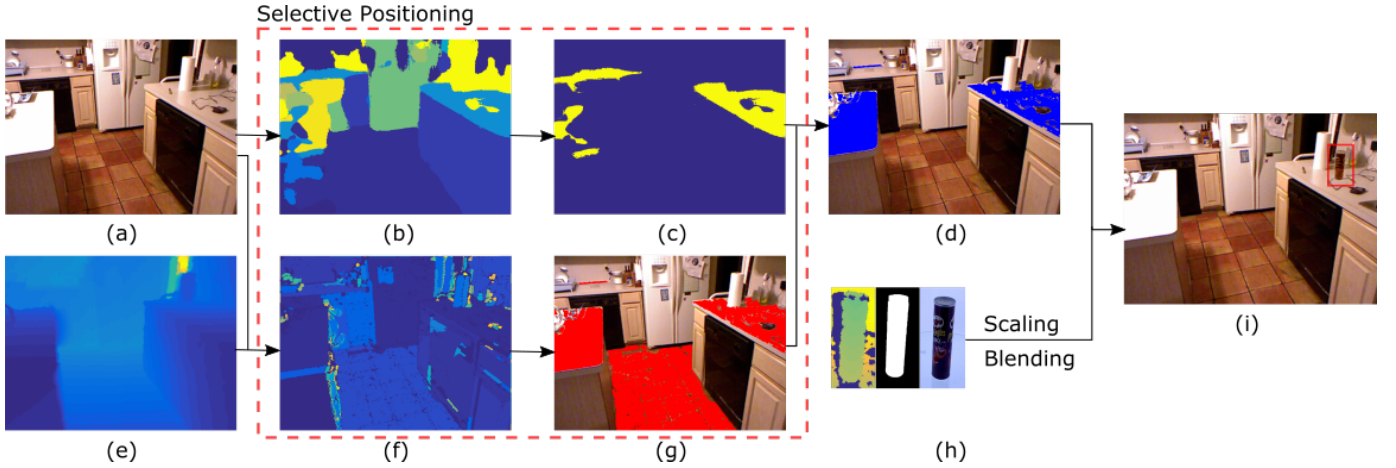 Selective Positioning
(a)
(b)
(c)
(d)
(e)
(f)
(g)
Scaling
Blending
(h)
(i)